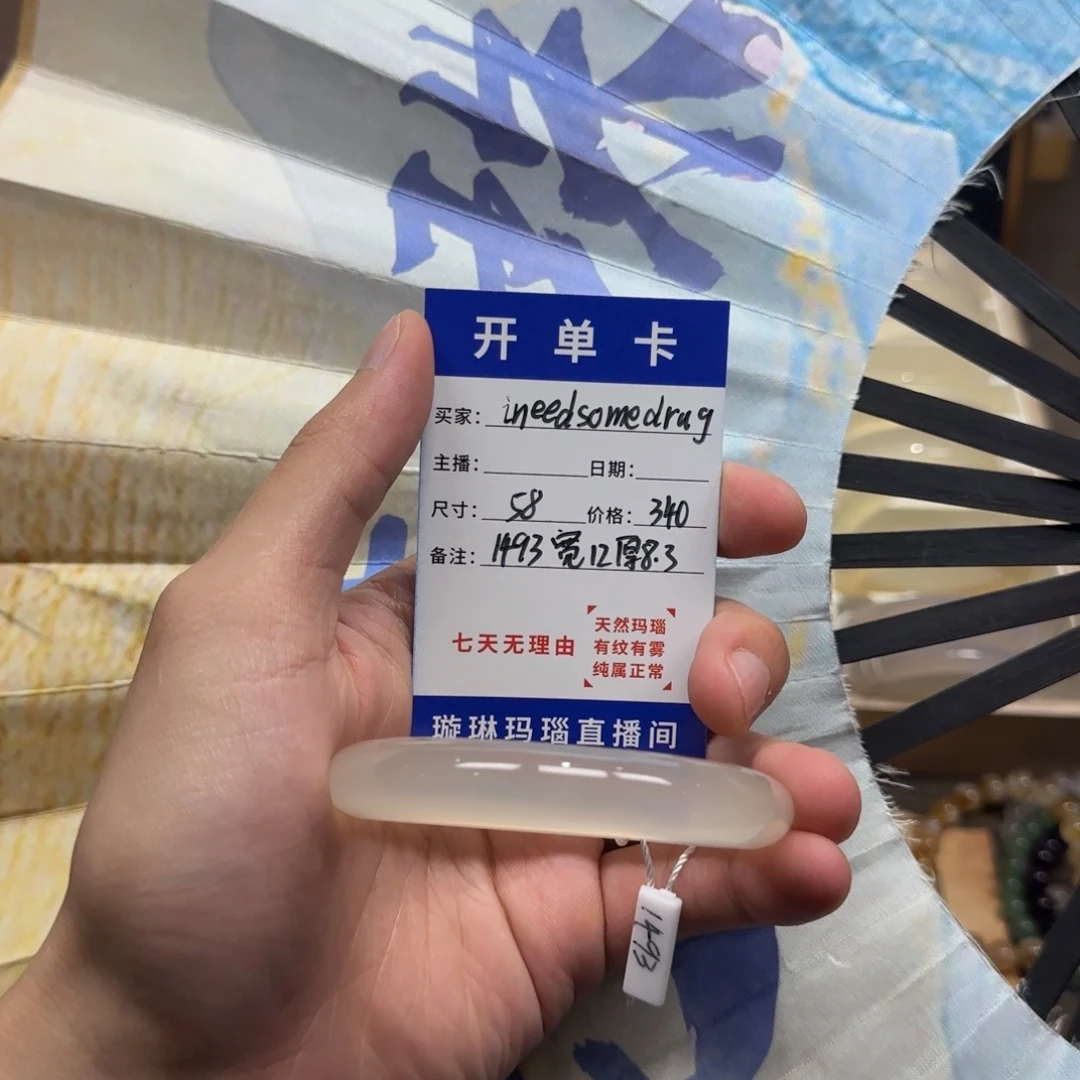 开单卡
买家: ineedsomedrug
主播: 日期:
尺寸: 58 价格: 340
备注: 1493 宽12厚8.3
七天无理由
天然玛瑙
有纹有雾
纯属正常
璇琳玛瑙直播间
1493